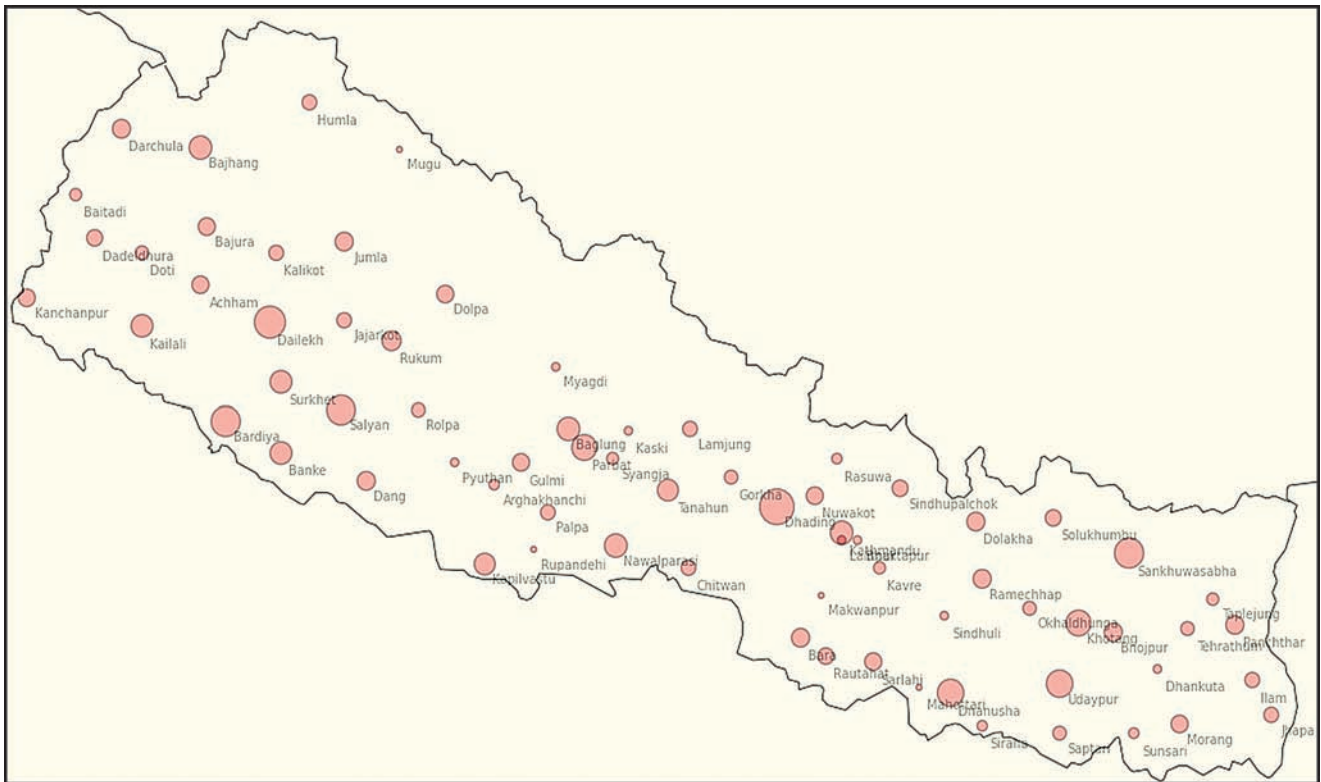 Humla
Darchula
Bajhang
Mugu
Baitadi
Bajura
Dadeldhura
Doti
Kalikot
Jumla
Achham
Dolpa
Kanchanpur
Kailali
Dailekh
Jajarkot
Rukum
Myagdi
Surkhet
Salyan
Rolpa
Bardiya
Baglung
Kaski
Lamjung
Banke
Parbat
Syangja
Pyuthan
Gulmi
Rasuwa
Dang
Arghakhanchi
Tanahun
Gorkha
Sindhupalchok
Nuwakot
Palpa
Dhading
Dolakha
Solukhumbu
Kathmandu
Lalitpur
Bhaktapur
Rupandehi
Nawalparasi
Kapilvastu
Chitwan
Kavre
Sankhuwasabha
Ramechhap
Makwanpur
Okhaldhunga
Taplejung
Sindhuli
Khotang
Bhojpur
Tehrathum
Panchthar
Bara
Rautahat
Sarlahi
Dhankuta
Mahottari
Dhanusha
Udaypur
Ilam
Siraha
Saptari
Sunsari
Morang
Jhapa